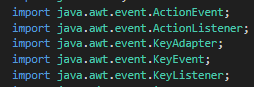 import java.awt.event.ActionEvent;
import java.awt.event.ActionListener;
import java.awt.event.KeyAdapter;
import java.awt.event.KeyEvent;
import java.awt.event.KeyListener;